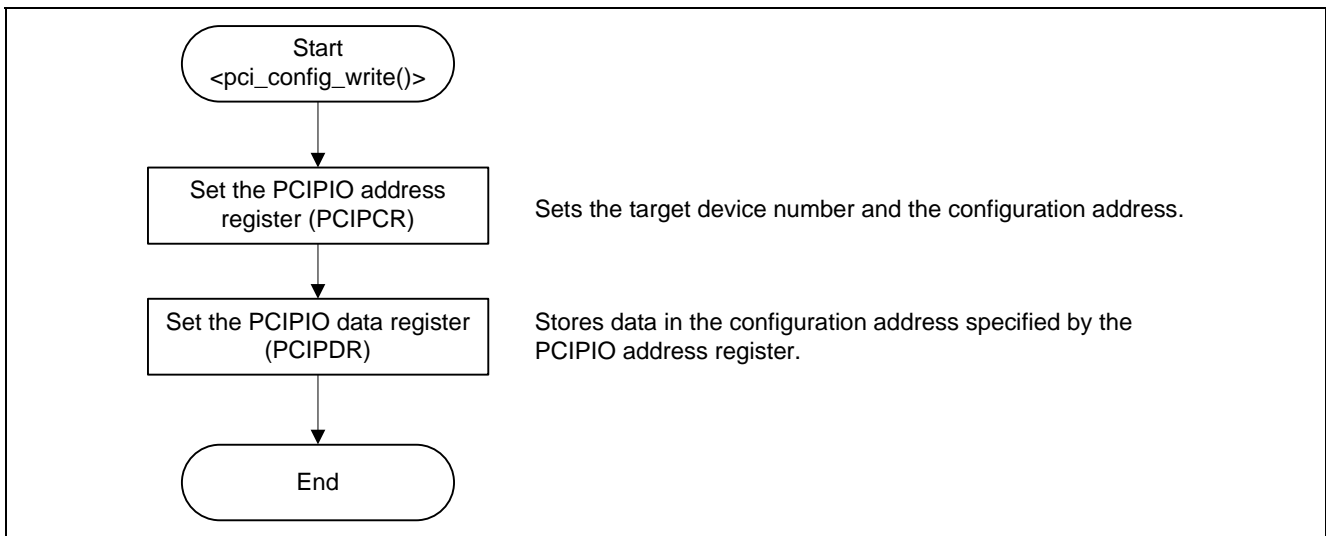 Start
<pci_config_write()>
Set the PCIPIO address
register (PCIPCR)
Sets the target device number and the configuration address.
Set the PCIPIO data register
(PCIPDR)
Stores data in the configuration address specified by the
PCIPIO address register.
End